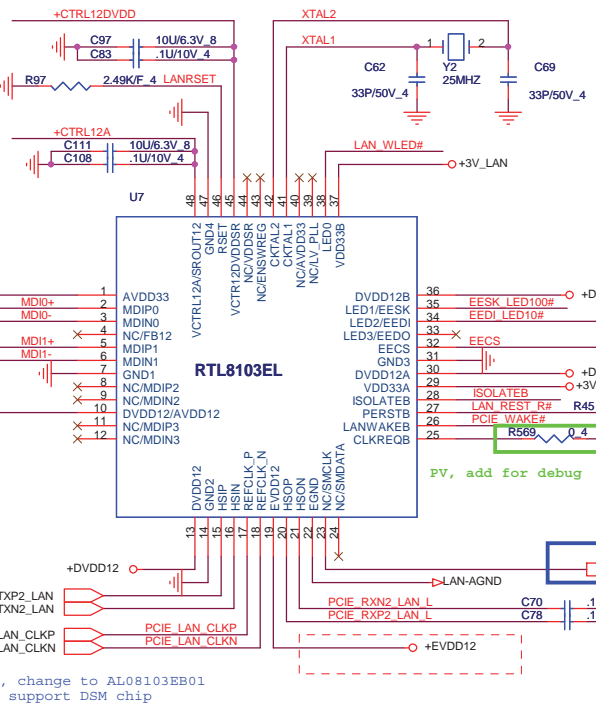 +CTRL12DVDD
XTAL2
C97 10U/6.3V_8
XTAL1
C83 .1U/10V_4
1 2
R97 2.49K/F_4 LANRSET
C62 Y2 C69
25MHZ
33P/50V_4 33P/50V_4
+CTRL12A
C111 10U/6.3V_8
LAN_WLED#
C108 .1U/10V_4
+3V_LAN
U7
48 47 46 45 44 43 42 41 40 39 38 37
VCTRL12A/SROUT12
GND4
RSET
VCTR12DVDDSR
NC/VDDSR
NC/ENSWREG
CKTAL2
CKTAL1
NC/AVDD33
NC/LV_PLL
LED0
VDD33B
1 AVDD33
MDI0+ 2 MDIP0
MDI0- 3 MDIN0
4 NC/FB12
MDI1+ 5 MDIP1
MDI1- 6 MDIN1
7 GND1
8 NC/MDIP2
9 NC/MDIN2
10 DVDD12/AVDD12
11 NC/MDIP3
12 NC/MDIN3
RTL8103EL
DVDD12B 36 +D
LED1/EESK 35 EESK_LED100#
LED2/EEDI 34 EEDI_LED10#
LED3/EEDO 33
EECS 32 EECS
GND3 31
DVDD12A 30 +D
VDD33A 29 +3V
ISOLATEB 28 ISOLATEB
PERSTB 27 LAN_REST_R# R45
LANWAKEB 26 PCIE_WAKE#
CLKREQB 25 R569 0_4
PV, add for debug
DVDD12
GND2
HSIP
HSIN
REFCLK_P
REFCLK_N
EVDD12
HSOP
HSON
EGND
NC/SMCLK
NC/SMDATA
13 14 15 16 17 18 19 20 21 22 23 24
+DVDD12
LAN-AGND
TXP2_LAN
TXN2_LAN
PCIE_RXN2_LAN_L C70 .1
PCIE_RXP2_LAN_L C78 .1
LAN_CLKP PCIE_LAN_CLKP
LAN_CLKN PCIE_LAN_CLKN
+EVDD12
, change to AL08103EB01
support DSM chip